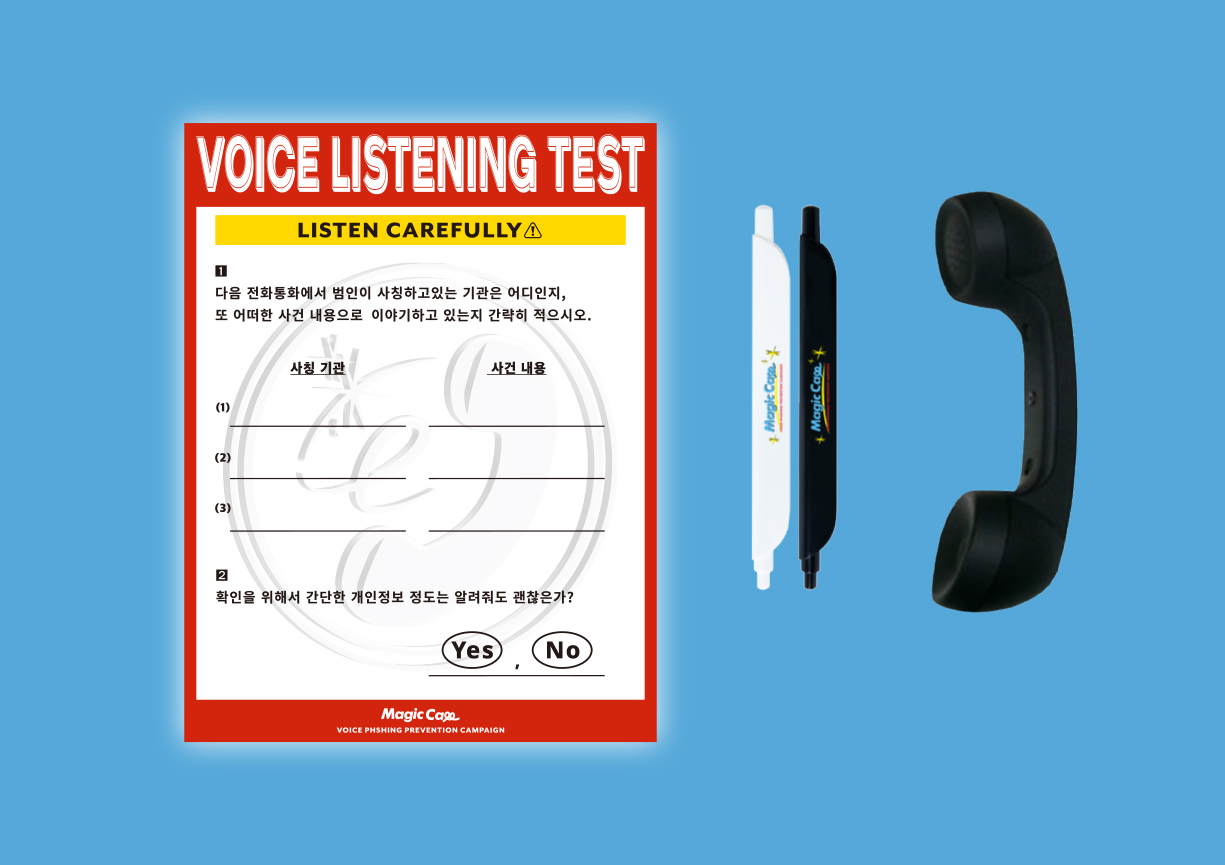 VOICE LISTENING TEST
LISTEN CAREFULLY
1
다음 전화통화에서 범인이 사칭하고있는 기관은 어디인지,
또 어떠한 사건 내용으로 이야기하고 있는지 간략히 적으시오.
사칭 기관 사건 내용
(1)
(2)
(3)
2
확인을 위해서 간단한 개인정보 정도는 알려줘도 괜찮은가?
Yes , No
Magic Case
VOICE PHSHING PREVENTION CAMPAIGN
Magic Case
Magic Case